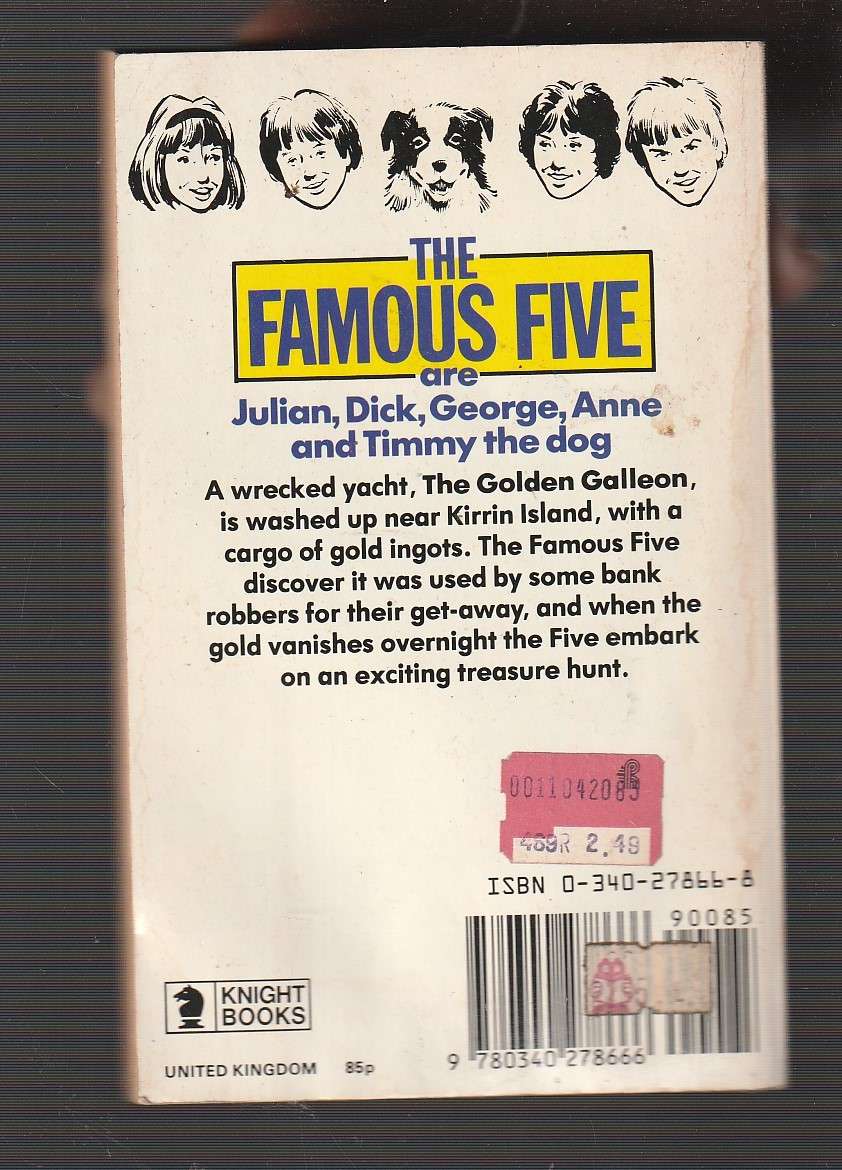 THE
FAMOUS FIVE
are
Julian, Dick, George, Anne
and Timmy the dog
A wrecked yacht, The Golden Galleon,
is washed up near Kirrin Island, with a
cargo of gold ingots. The Famous Five
discover it was used by some bank
robbers for their get-away, and when the
gold vanishes overnight the Five embark
on an exciting treasure hunt.
0011042083
489R 2.49
ISBN 0-340-27866-8
90085
KNIGHT
BOOKS
UNITED KINGDOM 85p
9 780340 278666